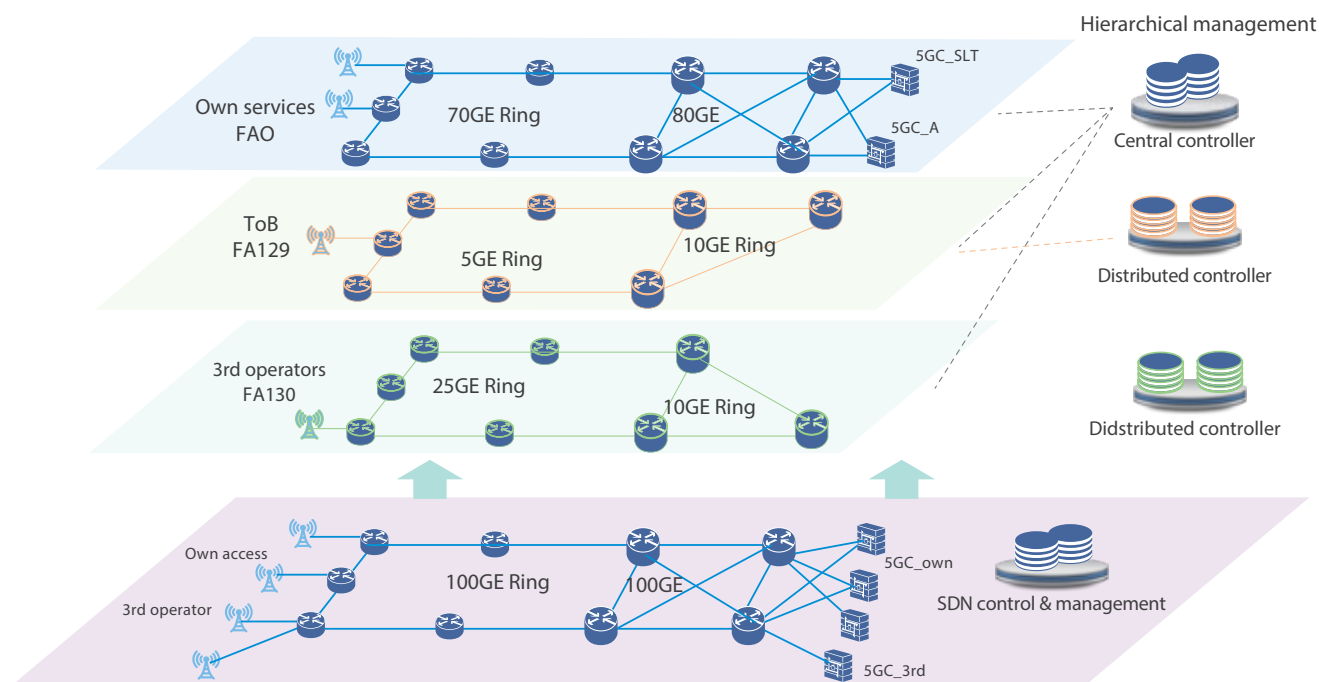 Hierarchical management
5GC_SLT
Own services
FAO
70GE Ring
80GE
5GC_A
Central controller
ToB
FA129
5GE Ring
10GE Ring
Distributed controller
3rd operators
FA130
25GE Ring
10GE Ring
Didstributed controller
Own access
3rd operator
100GE Ring
100GE
5GC_own
SDN control & management
5GC_3rd